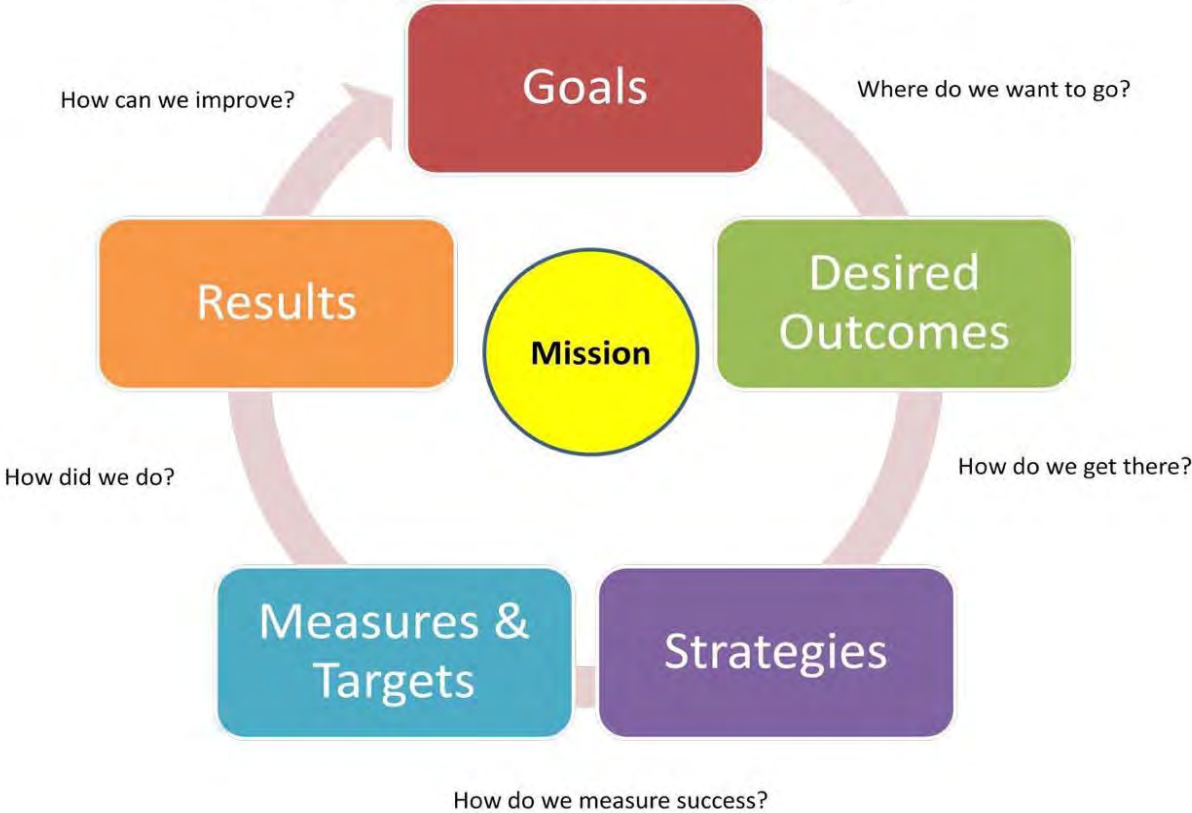 Goals
Where do we want to go?
Desired
Outcomes
How do we get there?
Strategies
How do we measure success?
Measures &
Targets
How did we do?
Results
How can we improve?
Mission